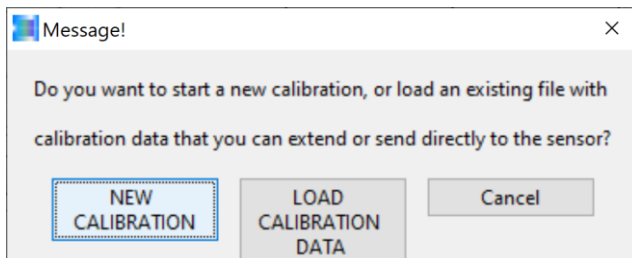 Message!
Do you want to start a new calibration, or load an existing file with
calibration data that you can extend or send directly to the sensor?
NEW
CALIBRATION
LOAD
CALIBRATION
DATA
Cancel